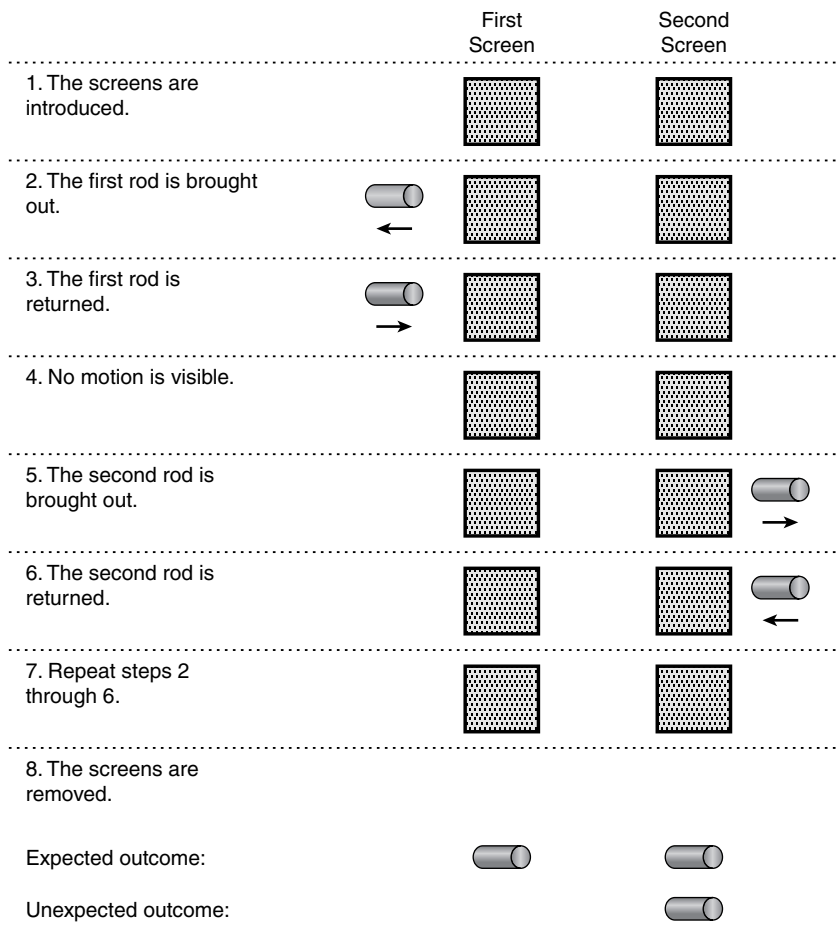 First
Screen
Second
Screen
1. The screens are
introduced.
2. The first rod is brought
out.
3. The first rod is
returned.
4. No motion is visible.
5. The second rod is
brought out.
6. The second rod is
returned.
7. Repeat steps 2
through 6.
8. The screens are
removed.
Expected outcome:
Unexpected outcome: